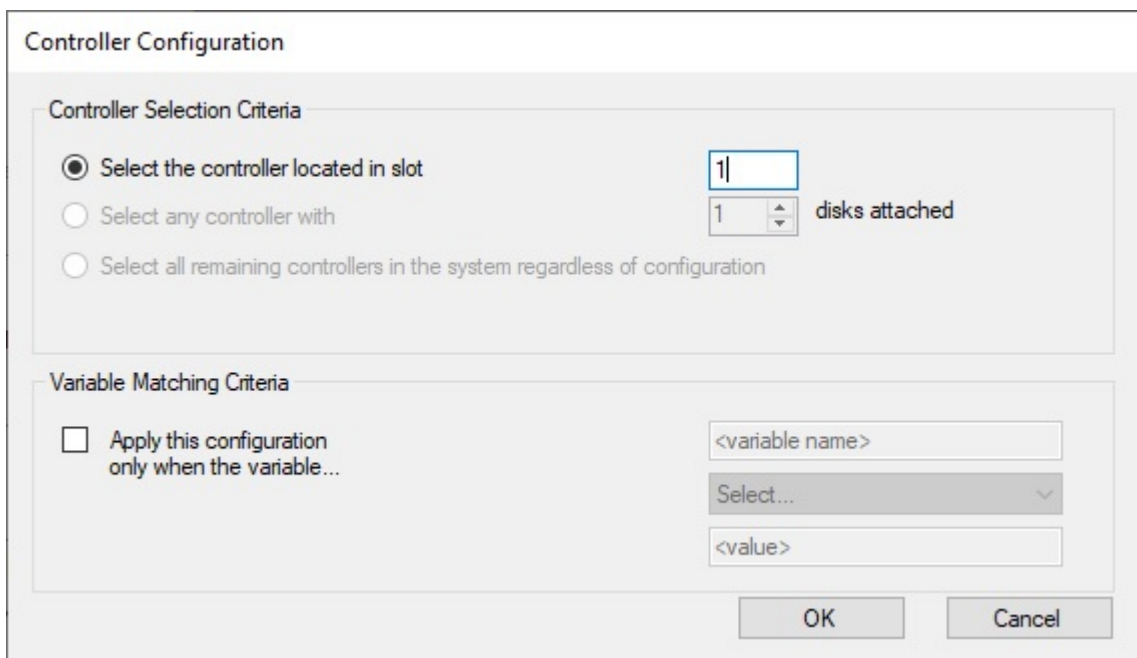 Controller Configuration
Controller Selection Criteria
Select the controller located in slot 1
Select any controller with 1 disks attached
Select all remaining controllers in the system regardless of configuration
Variable Matching Criteria
Apply this configuration <variable name>
only when the variable...
Select...
<value>
OK Cancel